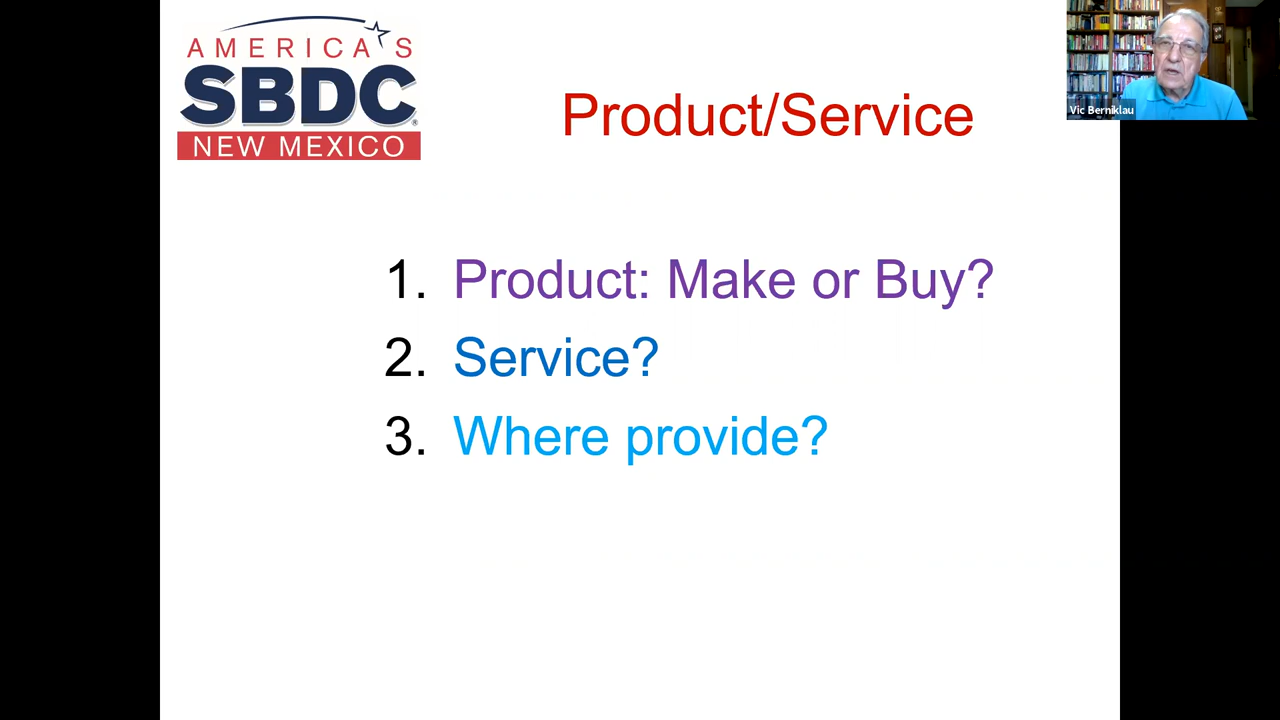 AMERICA'S
SBDC®
NEW MEXICO
Product/Service
Vic Berniklau
1. Product: Make or Buy?
2. Service?
3. Where provide?